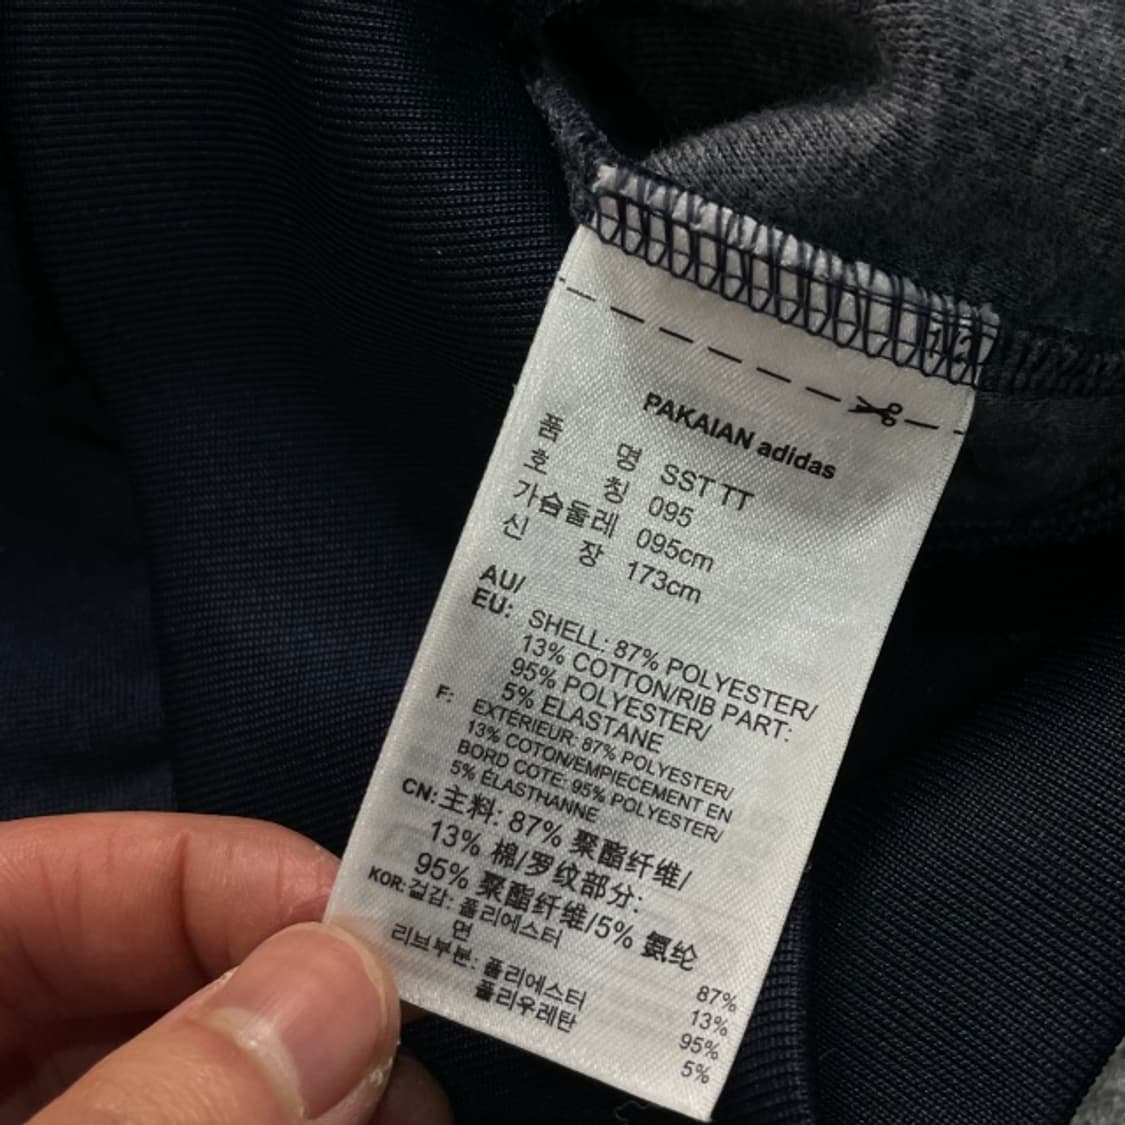 12
PAKAIAN adidas
품 명 SST TT
호 칭 095
가슴둘레 095cm
신 장 173cm
AU/
EU: SHELL: 87% POLYESTER/
13% COTTON/RIB PART:
95% POLYESTER/
5% ELASTANE
F: EXTERIEUR: 87% POLYESTER/
13% COTON/EMPIECEMENT EN
BORD COTE: 95% POLYESTER/
5% ÉLASTHANNE
CN: 主料: 87% 聚酯纤维/
13% 棉/罗纹部分:
95% 聚酯纤维/5% 氨纶
KOR: 겉감: 폴리에스터 87%
면 13%
리브부분: 폴리에스터 95%
폴리우레탄 5%